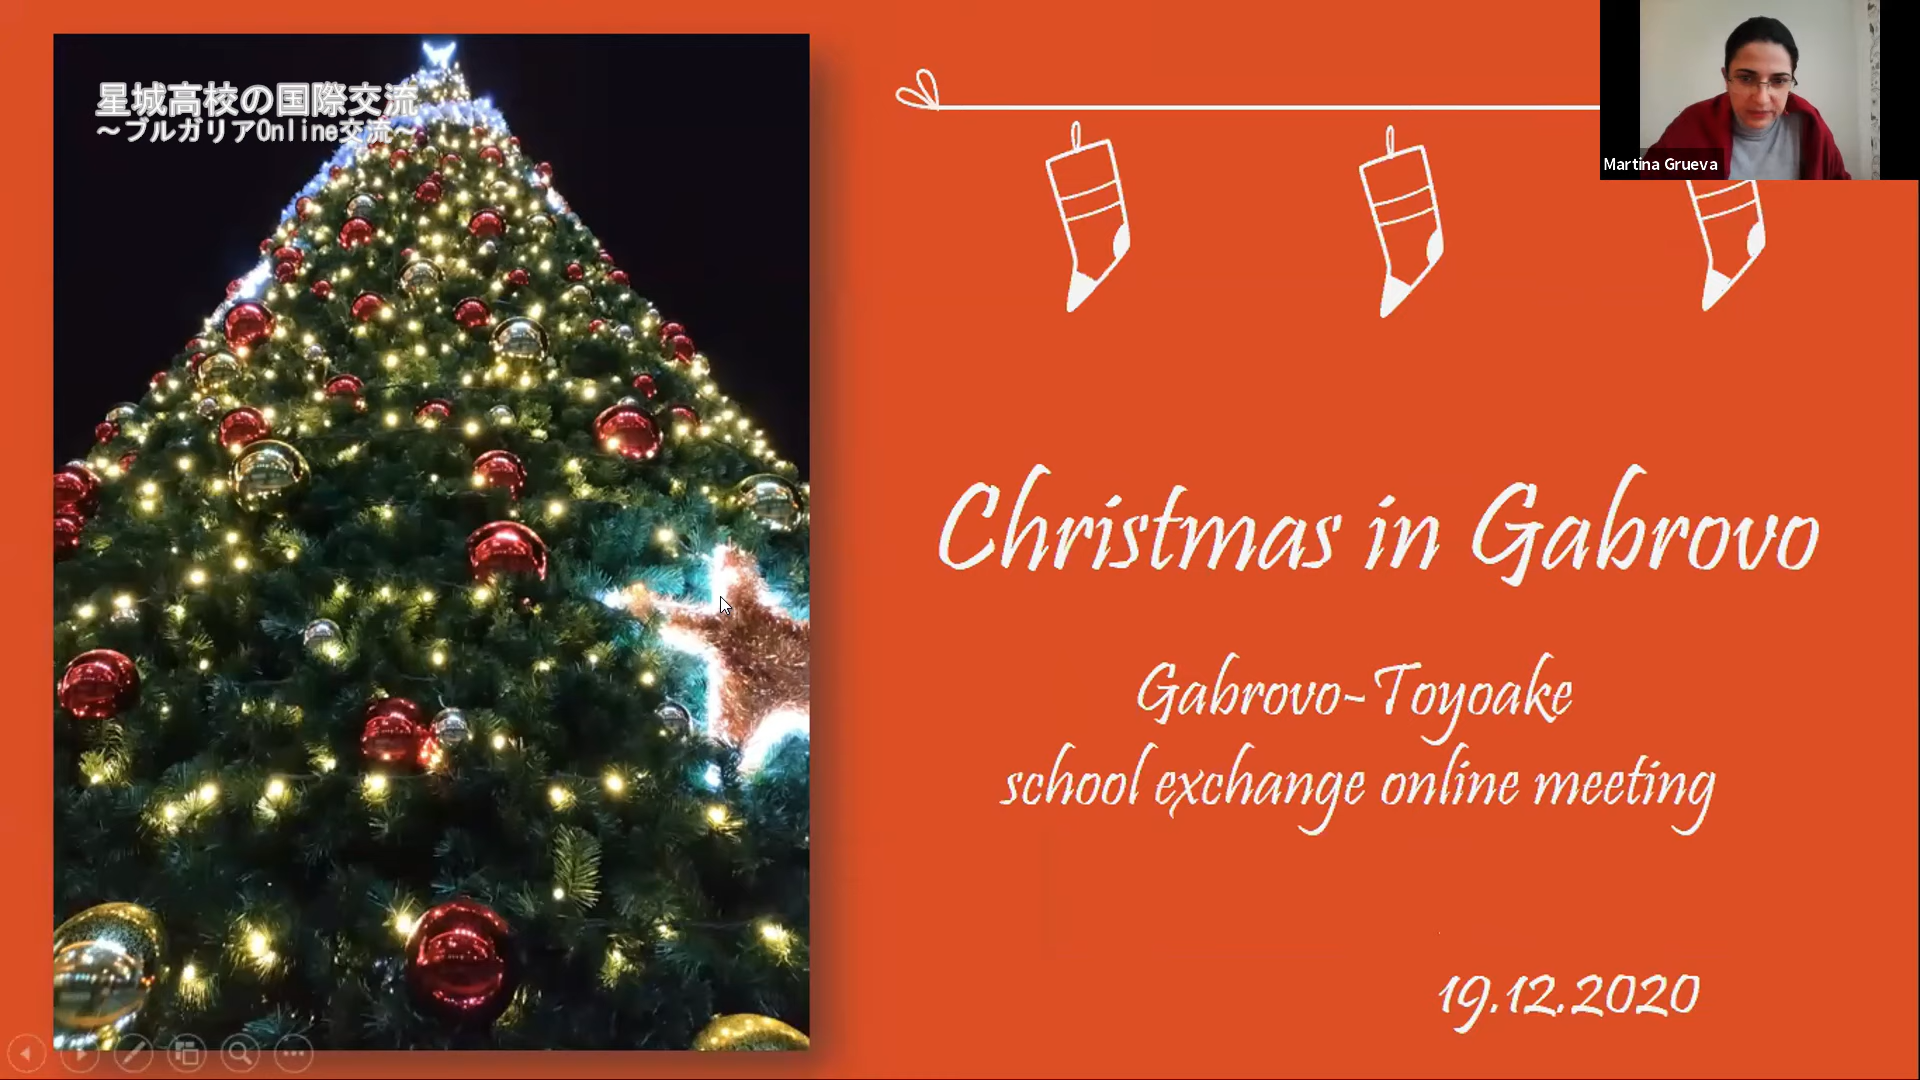 星城高校の国際交流
～ブルガリアOnline交流～
Martina Grueva
Christmas in Gabrovo
Gabrovo-Toyoake
school exchange online meeting
19.12.2020